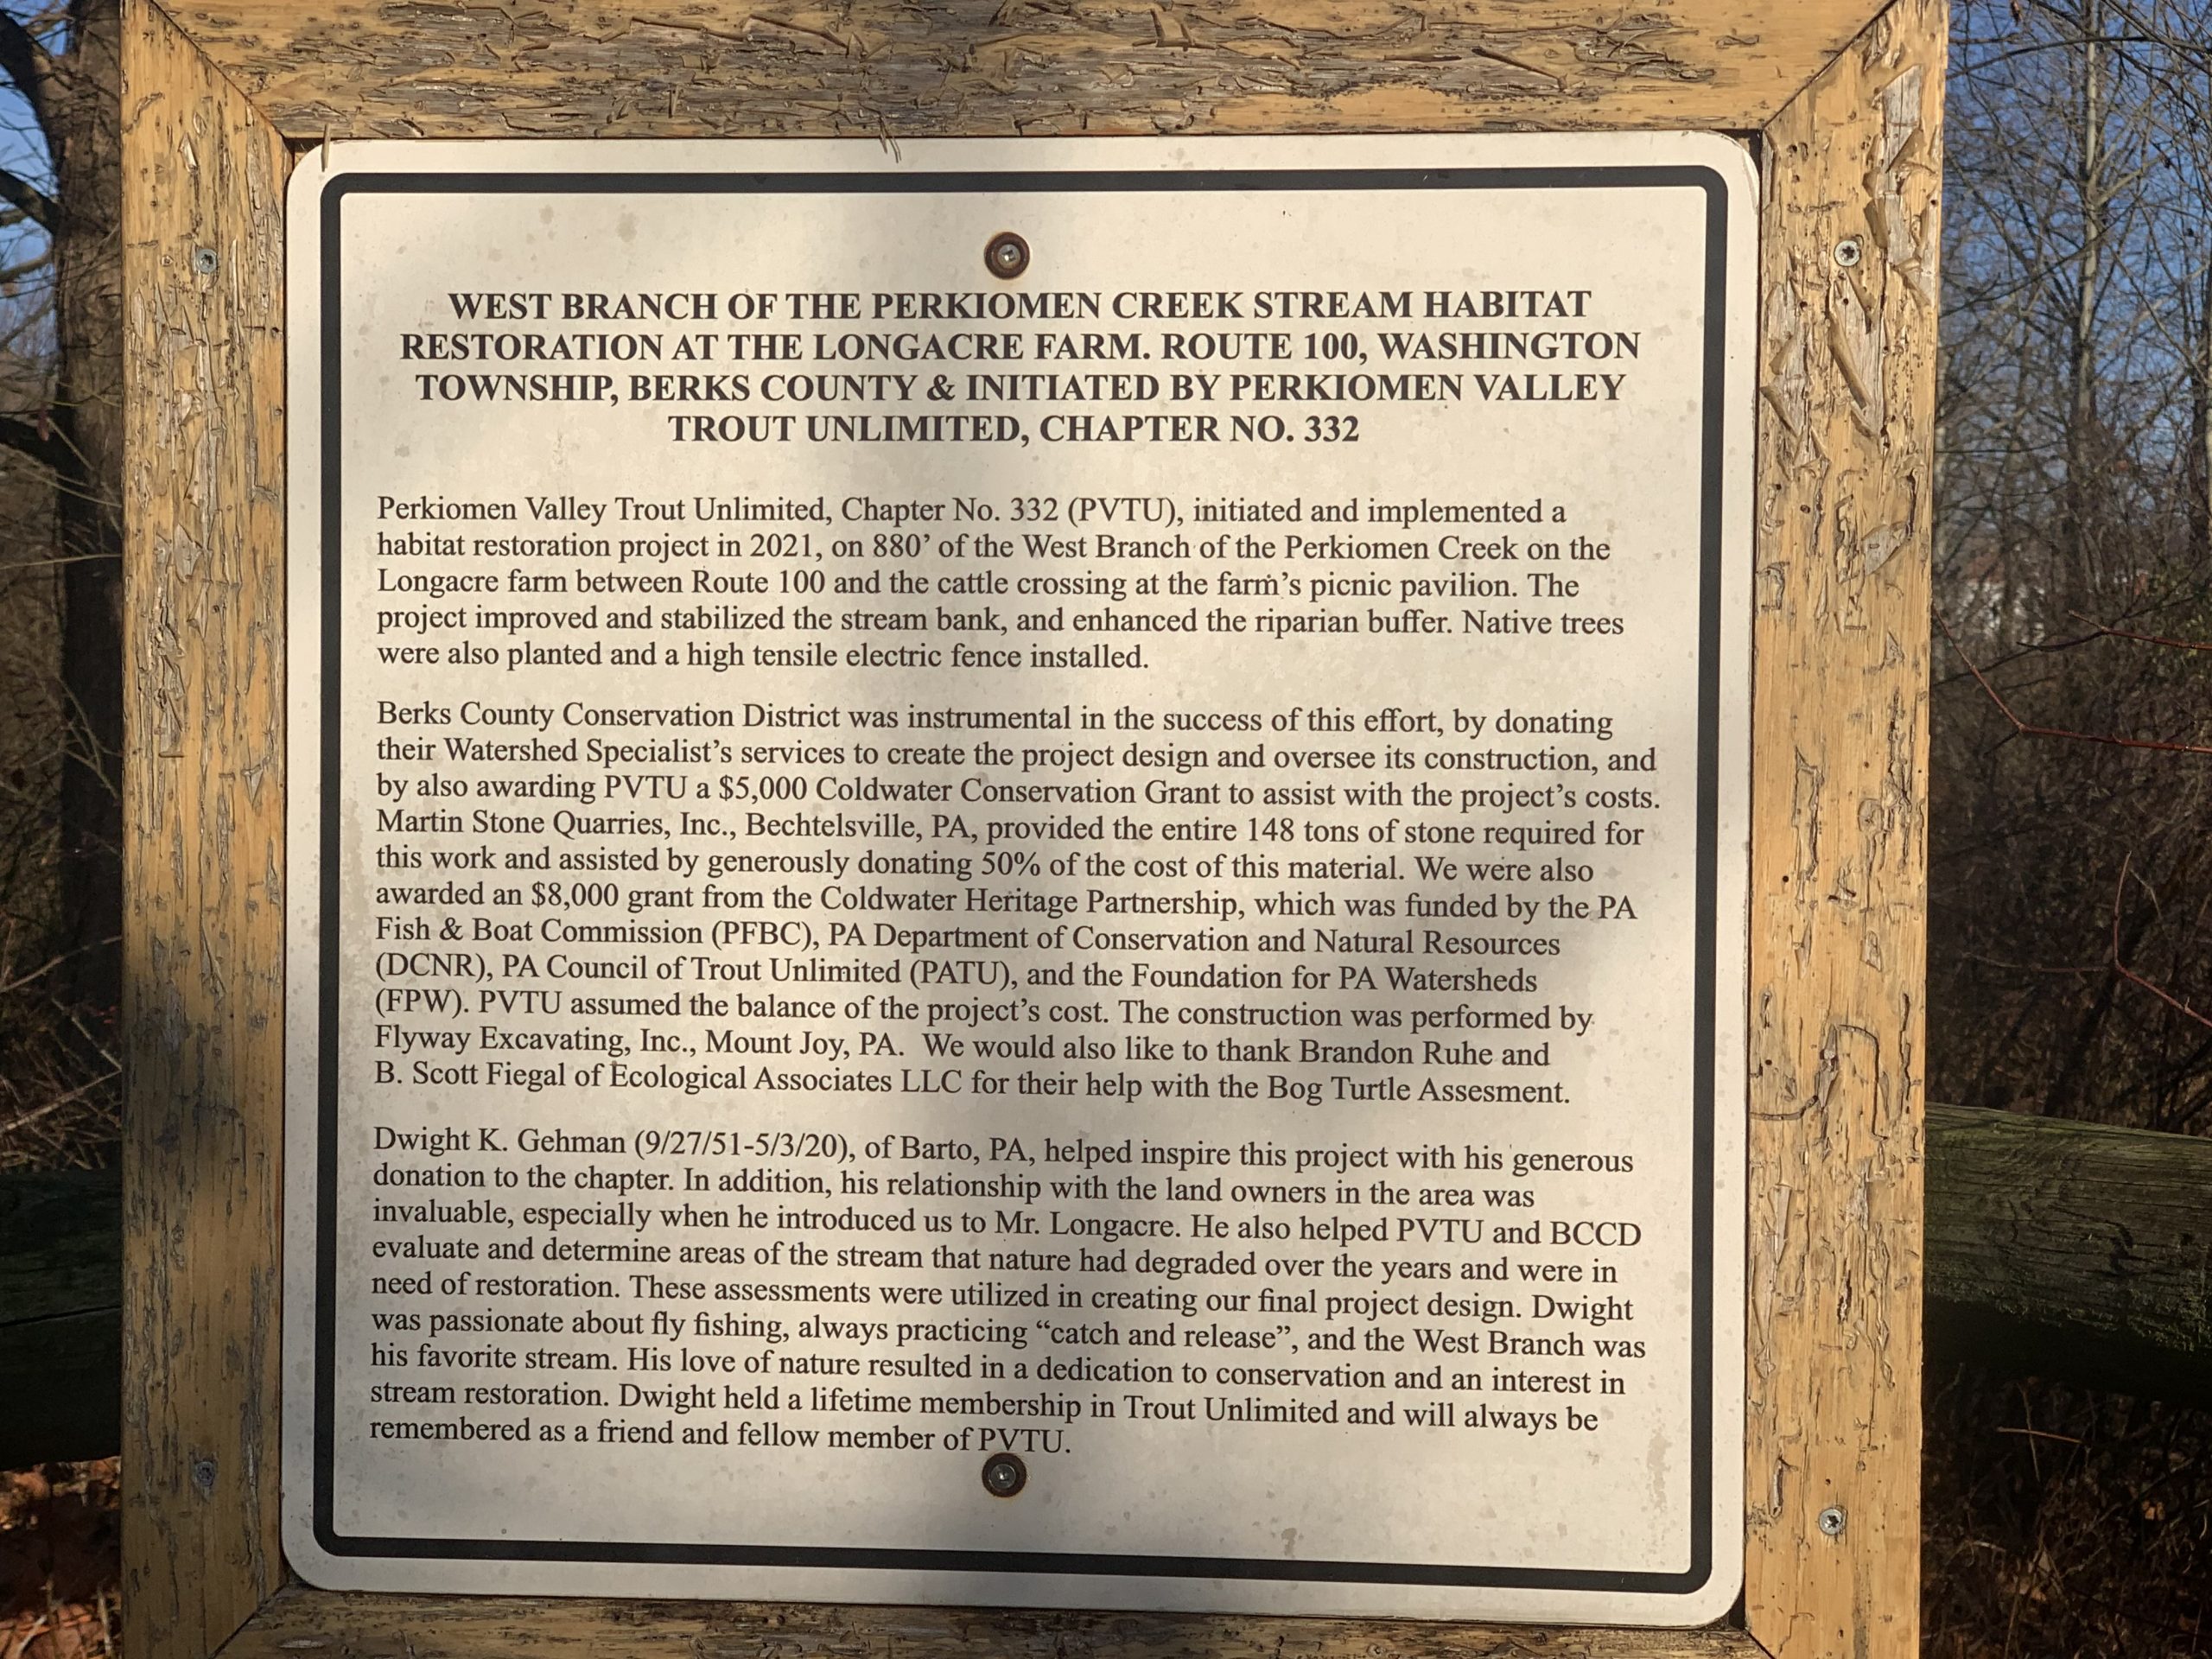 WEST BRANCH OF THE PERKIOMEN CREEK STREAM HABITAT
RESTORATION AT THE LONGACRE FARM. ROUTE 100, WASHINGTON
TOWNSHIP, BERKS COUNTY & INITIATED BY PERKIOMEN VALLEY
TROUT UNLIMITED, CHAPTER NO. 332
Perkiomen Valley Trout Unlimited, Chapter No. 332 (PVTU), initiated and implemented a
habitat restoration project in 2021, on 880’ of the West Branch of the Perkiomen Creek on the
Longacre farm between Route 100 and the cattle crossing at the farm’s picnic pavilion. The
project improved and stabilized the stream bank, and enhanced the riparian buffer. Native trees
were also planted and a high tensile electric fence installed.
Berks County Conservation District was instrumental in the success of this effort, by donating
their Watershed Specialist’s services to create the project design and oversee its construction, and
by also awarding PVTU a $5,000 Coldwater Conservation Grant to assist with the project’s costs.
Martin Stone Quarries, Inc., Bechtelsville, PA, provided the entire 148 tons of stone required for
this work and assisted by generously donating 50% of the cost of this material. We were also
awarded an $8,000 grant from the Coldwater Heritage Partnership, which was funded by the PA
Fish & Boat Commission (PFBC), PA Department of Conservation and Natural Resources
(DCNR), PA Council of Trout Unlimited (PATU), and the Foundation for PA Watersheds
(FPW). PVTU assumed the balance of the project’s cost. The construction was performed by
Flyway Excavating, Inc., Mount Joy, PA.  We would also like to thank Brandon Ruhe and
B. Scott Fiegal of Ecological Associates LLC for their help with the Bog Turtle Assesment.
Dwight K. Gehman (9/27/51-5/3/20), of Barto, PA, helped inspire this project with his generous
donation to the chapter. In addition, his relationship with the land owners in the area was
invaluable, especially when he introduced us to Mr. Longacre. He also helped PVTU and BCCD
evaluate and determine areas of the stream that nature had degraded over the years and were in
need of restoration. These assessments were utilized in creating our final project design. Dwight
was passionate about fly fishing, always practicing “catch and release”, and the West Branch was
his favorite stream. His love of nature resulted in a dedication to conservation and an interest in
stream restoration. Dwight held a lifetime membership in Trout Unlimited and will always be
remembered as a friend and fellow member of PVTU.